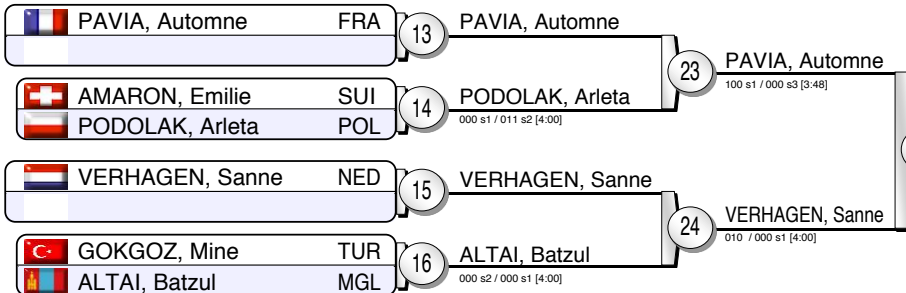 PAVIA, Automne FRA
13
PAVIA, Automne
AMARON, Emilie SUI
PODOLAK, Arleta POL
14
PODOLAK, Arleta
000 s1 / 011 s2 [4:00]
23
PAVIA, Automne
100 s1 / 000 s3 [3:48]
VERHAGEN, Sanne NED
15
VERHAGEN, Sanne
GOKGOZ, Mine TUR
ALTAI, Batzul MGL
16
ALTAI, Batzul
000 s2 / 000 s1 [4:00]
24
VERHAGEN, Sanne
010 / 000 s1 [4:00]